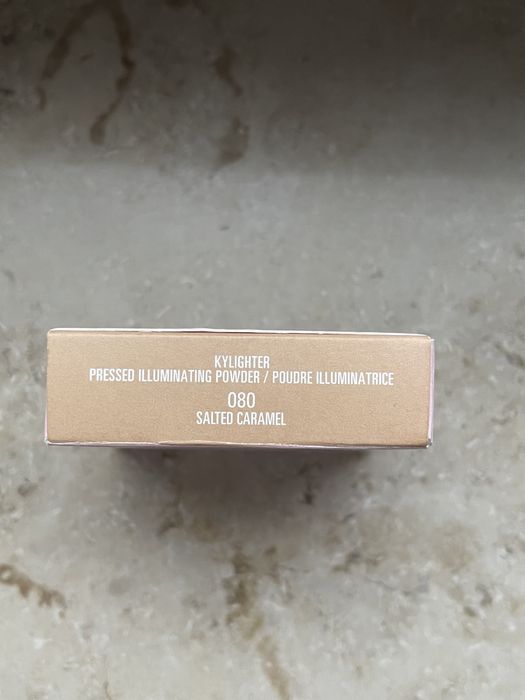 KYLIGHTER
PRESSED ILLUMINATING POWDER / POUDRE ILLUMINATRICE
080
SALTED CARAMEL